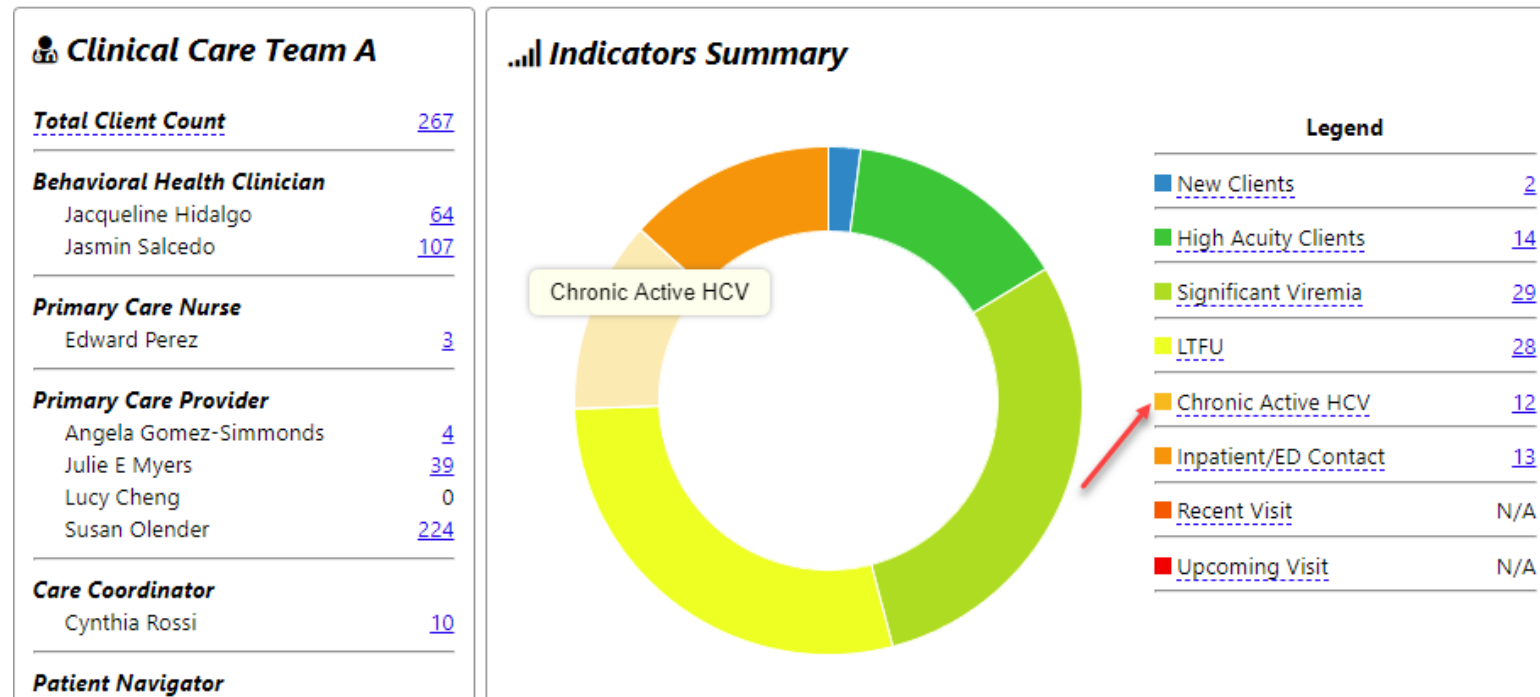 Clinical Care Team A
Total Client Count 267
Behavioral Health Clinician
Jacqueline Hidalgo 64
Jasmin Salcedo 107
Primary Care Nurse
Edward Perez 3
Primary Care Provider
Angela Gomez-Simmonds 4
Julie E Myers 39
Lucy Cheng 0
Susan Olender 224
Care Coordinator
Cynthia Rossi 10
Patient Navigator
Indicators Summary
Chronic Active HCV
Legend
New Clients 2
High Acuity Clients 14
Significant Viremia 29
LTFU 28
Chronic Active HCV 12
Inpatient/ED Contact 13
Recent Visit N/A
Upcoming Visit N/A